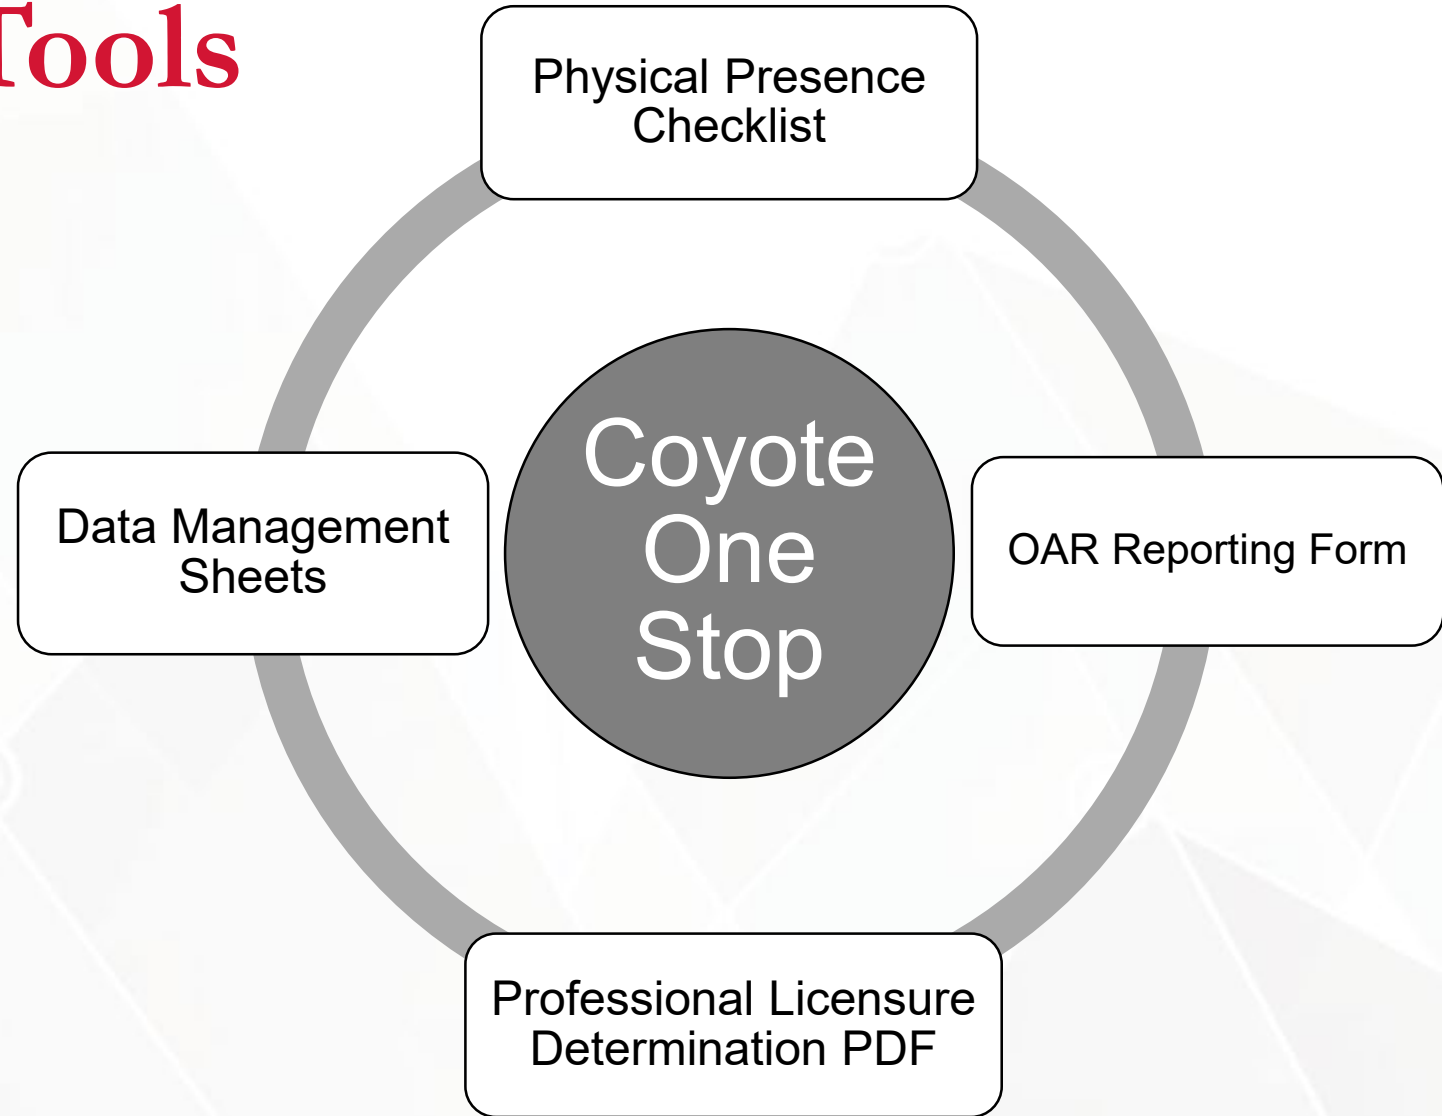 Tools
Physical Presence
Checklist
Coyote
One
Stop
Data Management
Sheets
OAR Reporting Form
Professional Licensure
Determination PDF